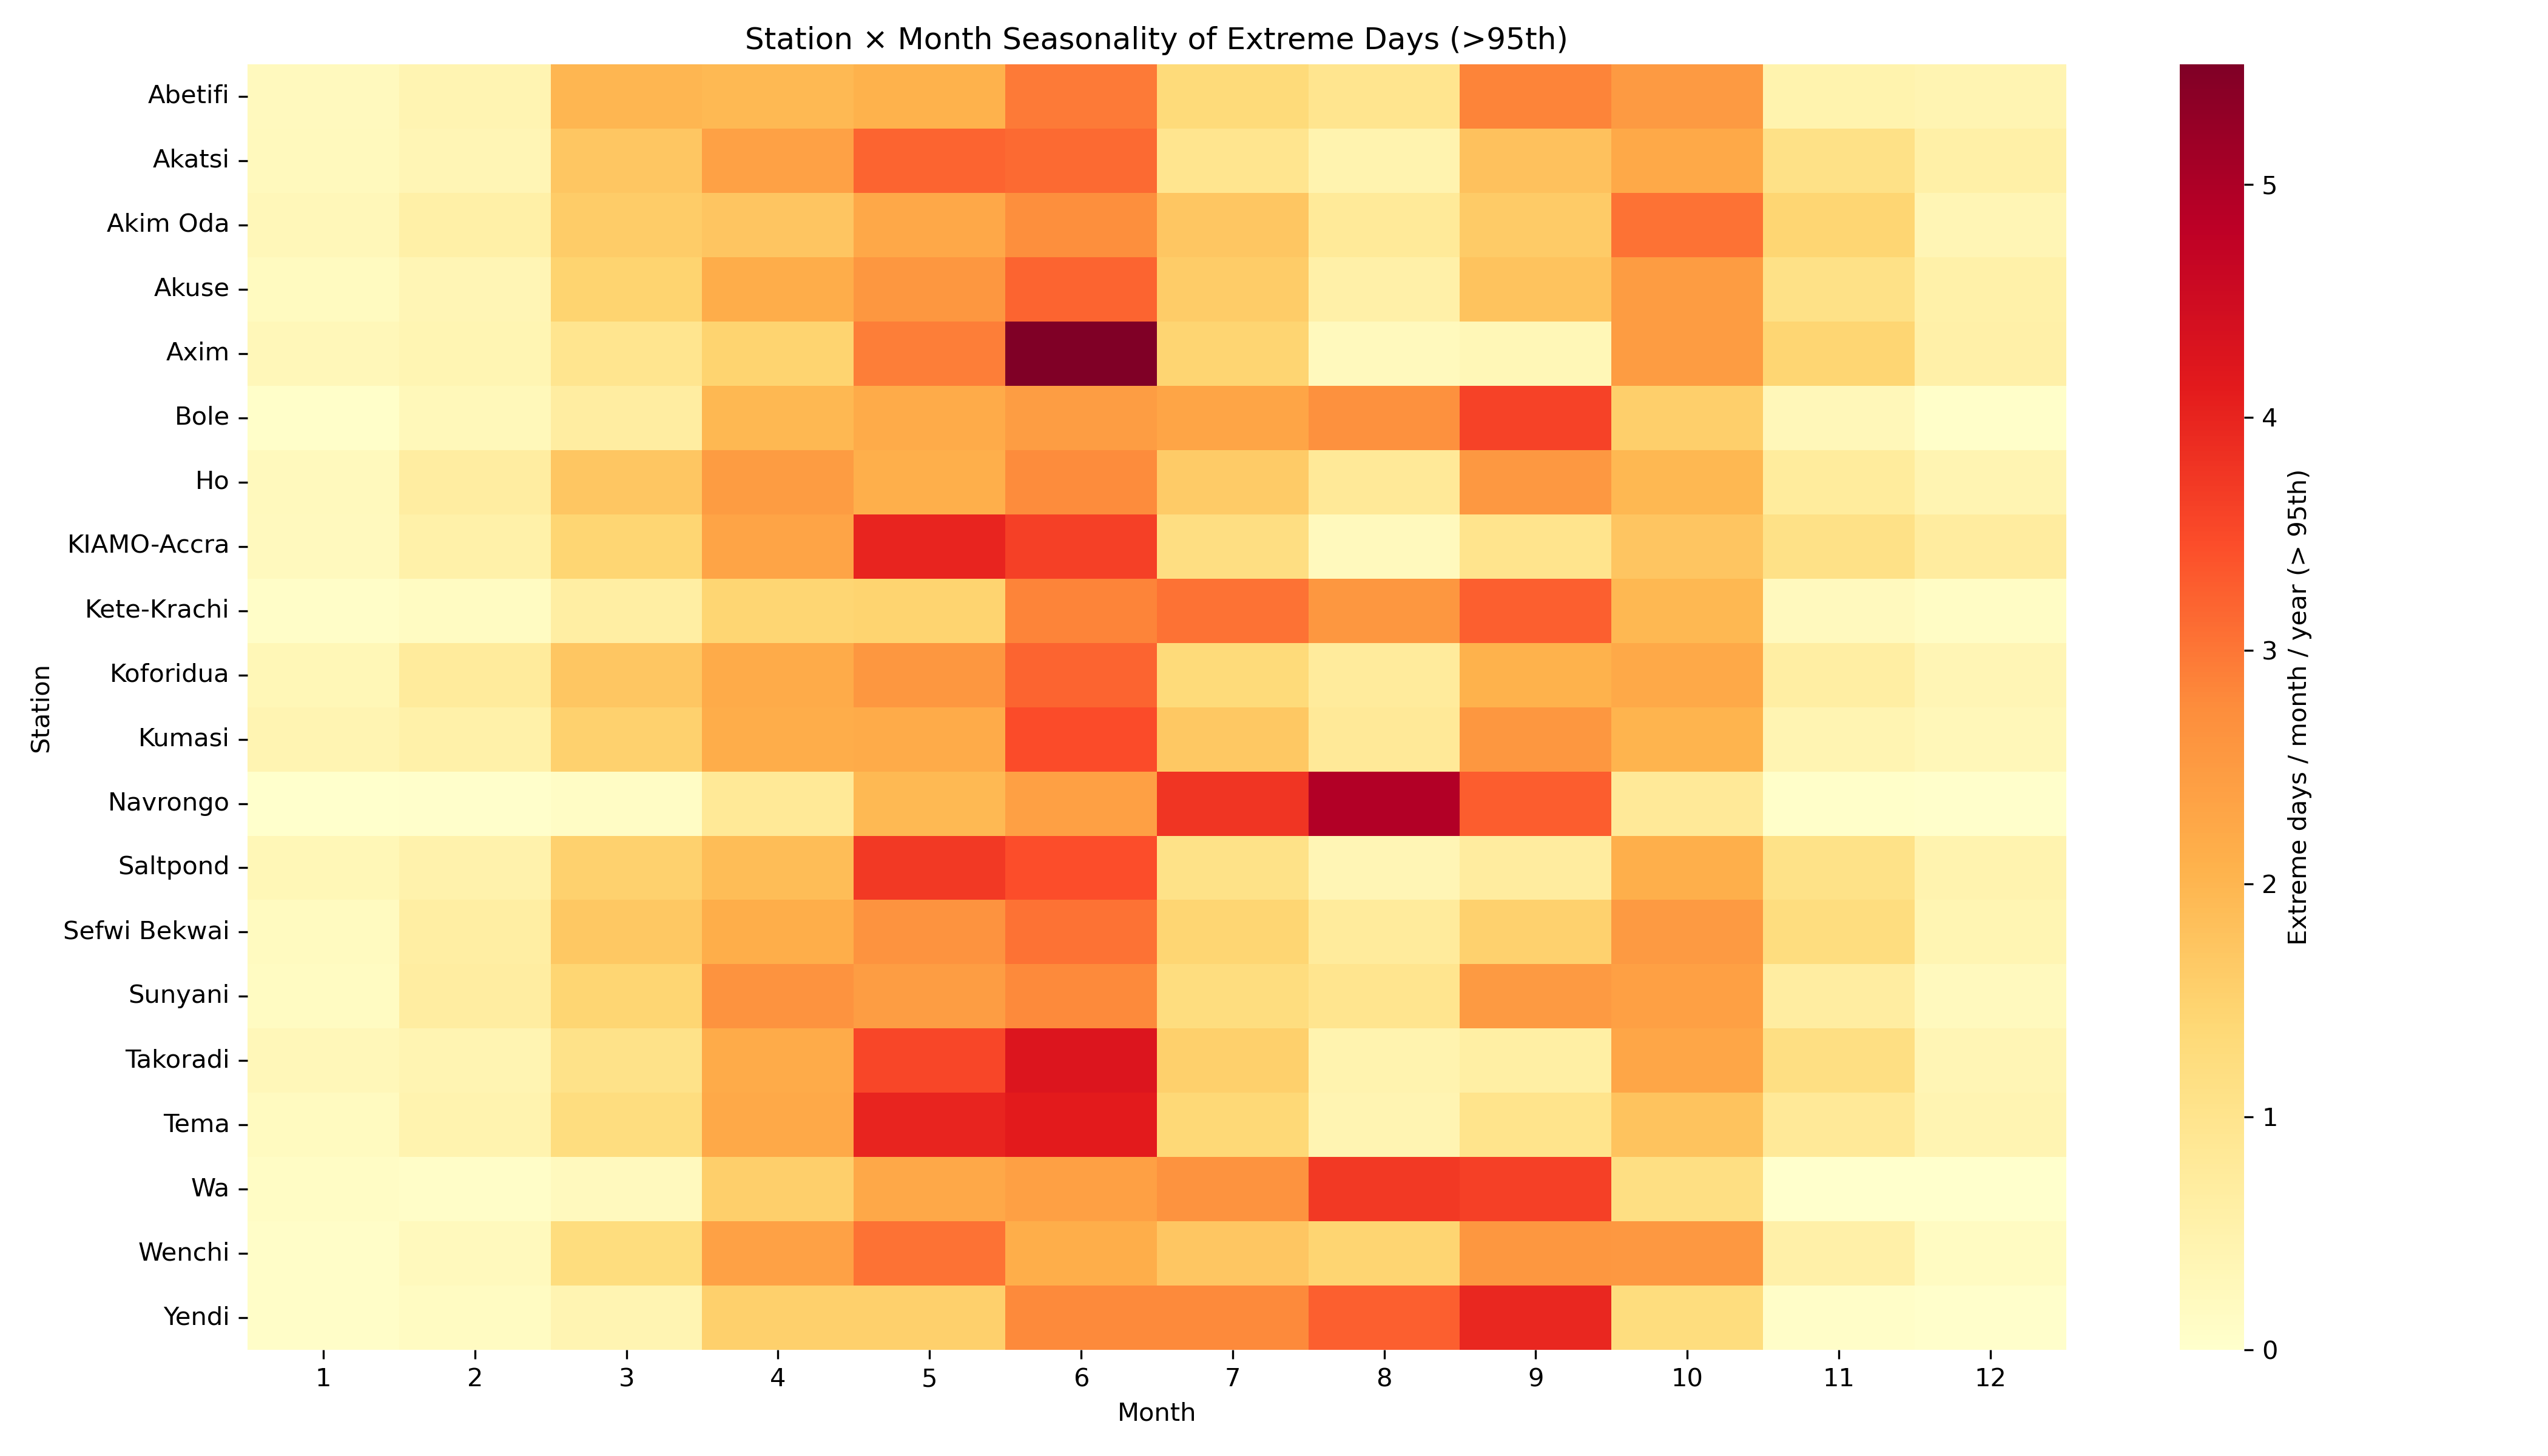 Station × Month Seasonality of Extreme Days (>95th)
Station
Abetifi
Akatsi
Akim Oda
Akuse
Axim
Bole
Ho
KIAMO-Accra
Kete-Krachi
Koforidua
Kumasi
Navrongo
Saltpond
Sefwi Bekwai
Sunyani
Takoradi
Tema
Wa
Wenchi
Yendi
1 2 3 4 5 6 7 8 9 10 11 12
Month
5
4
3
2
1
0
Extreme days / month / year (> 95th)